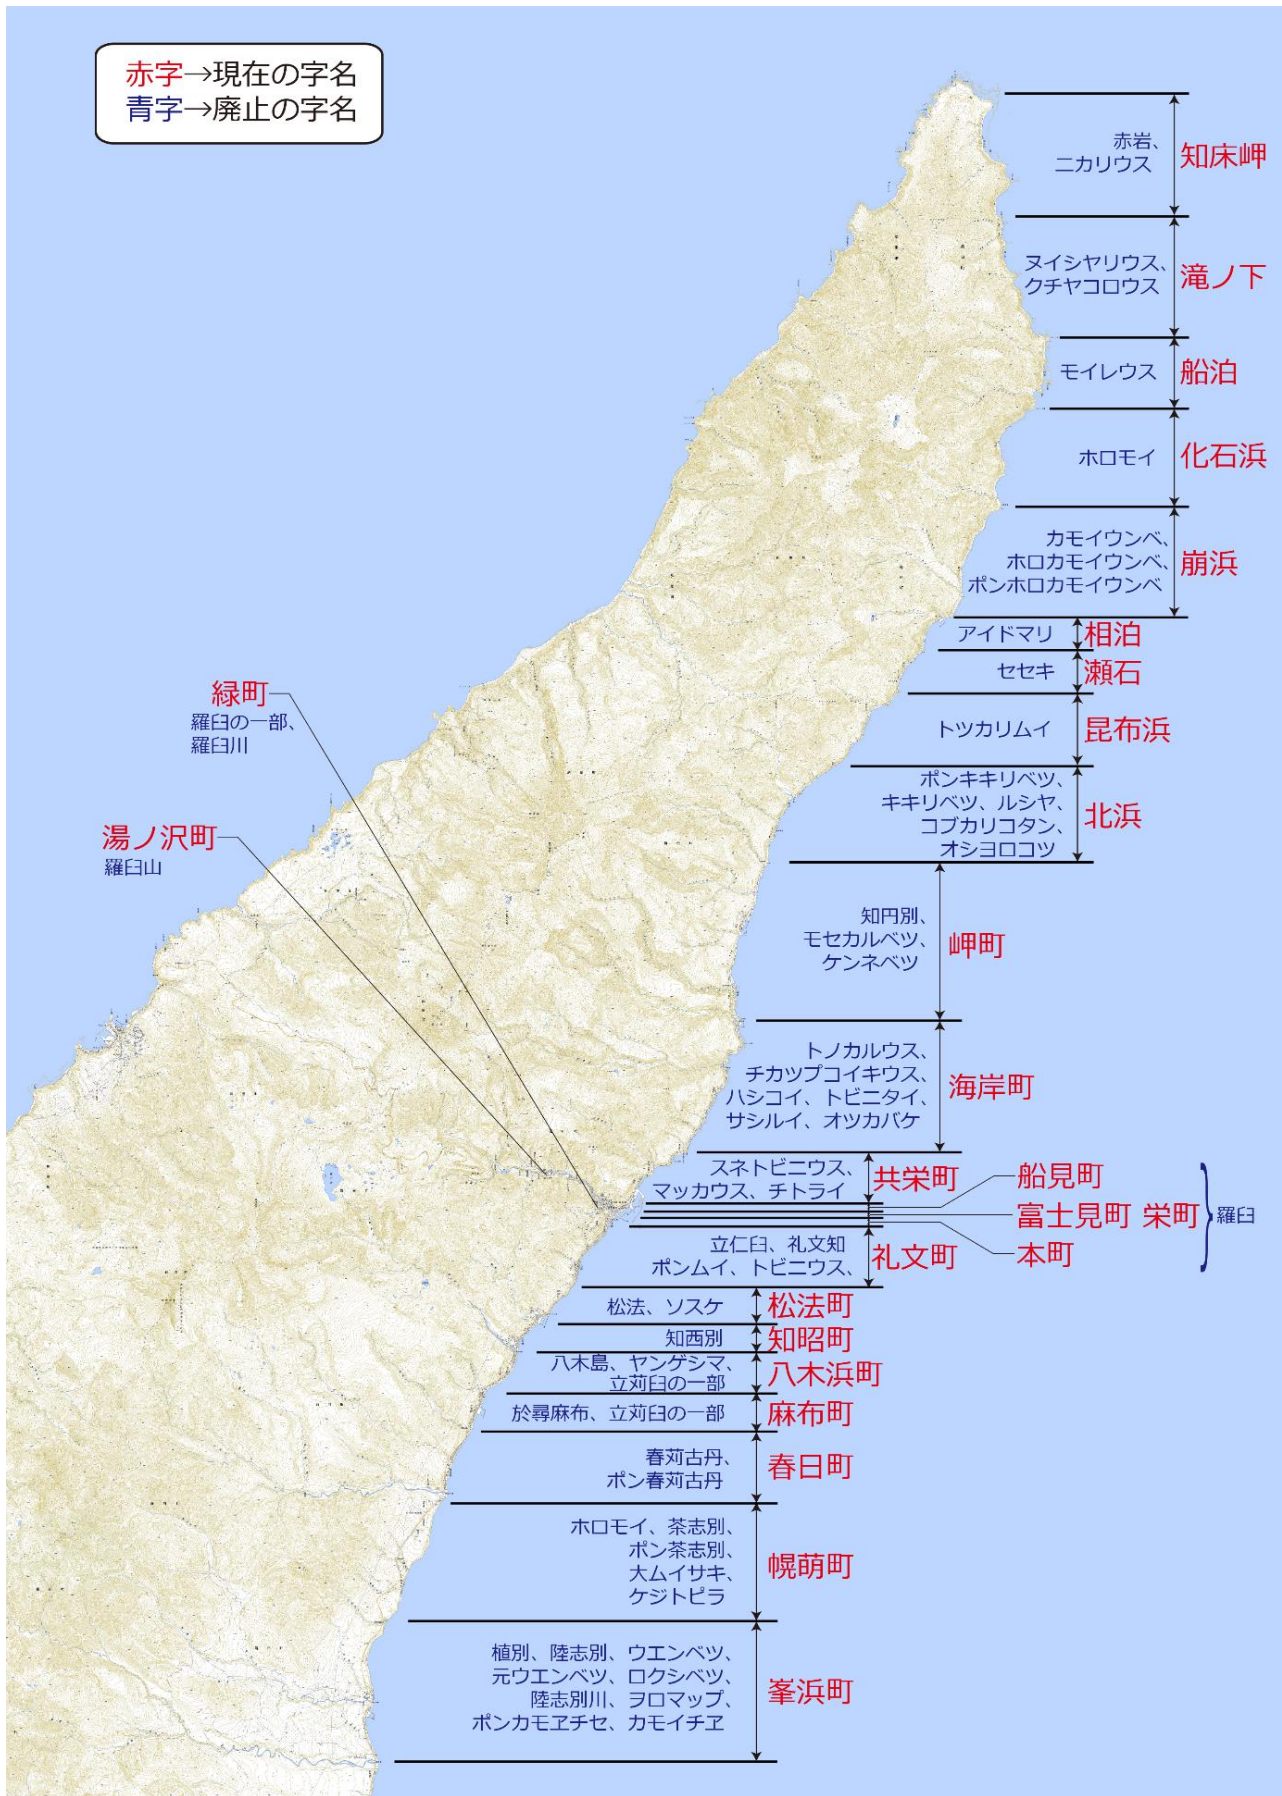 赤字→現在の字名
青字→廃止の字名
赤岩、
ニカリウス
知床岬
ヌイシヤリウス、
クチヤコロウス
滝ノ下
モイレウス
船泊
ホロモイ
化石浜
カモイウンベ、
ホロカモイウンベ、
ポンホロカモイウンベ
崩浜
アイドマリ
相泊
セセキ
瀬石
トツカリムイ
昆布浜
ポンキキリベツ、
キキリベツ、ルシヤ、
コブカリコタン、
オシヨロコツ
北浜
緑町
羅臼の一部、
羅臼川
湯ノ沢町
羅臼山
知円別、
モセカルベツ、
ケンネベツ
岬町
トノカルウス、
チカツプコイキウス、
ハシコイ、トビニタイ、
サシルイ、オツカバケ
海岸町
スネトビニウス、
マッカウス、チトライ
共栄町
船見町
富士見町 栄町
本町
羅臼
立仁臼、礼文知
ポンムイ、トビニウス、
礼文町
松法、ソスケ
松法町
知西別
知昭町
八木島、ヤンゲシマ、
立苅臼の一部
八木浜町
於尋麻布、立苅臼の一部
麻布町
春苅古丹、
ポン春苅古丹
春日町
ホロモイ、茶志別、
ポン茶志別、
大ムイサキ、
ケジトピラ
幌萌町
植別、陸志別、ウエンベツ、
元ウエンベツ、ロクシベツ、
陸志別川、ヲロマップ、
ポンカモヱチセ、カモイチヱ
峯浜町